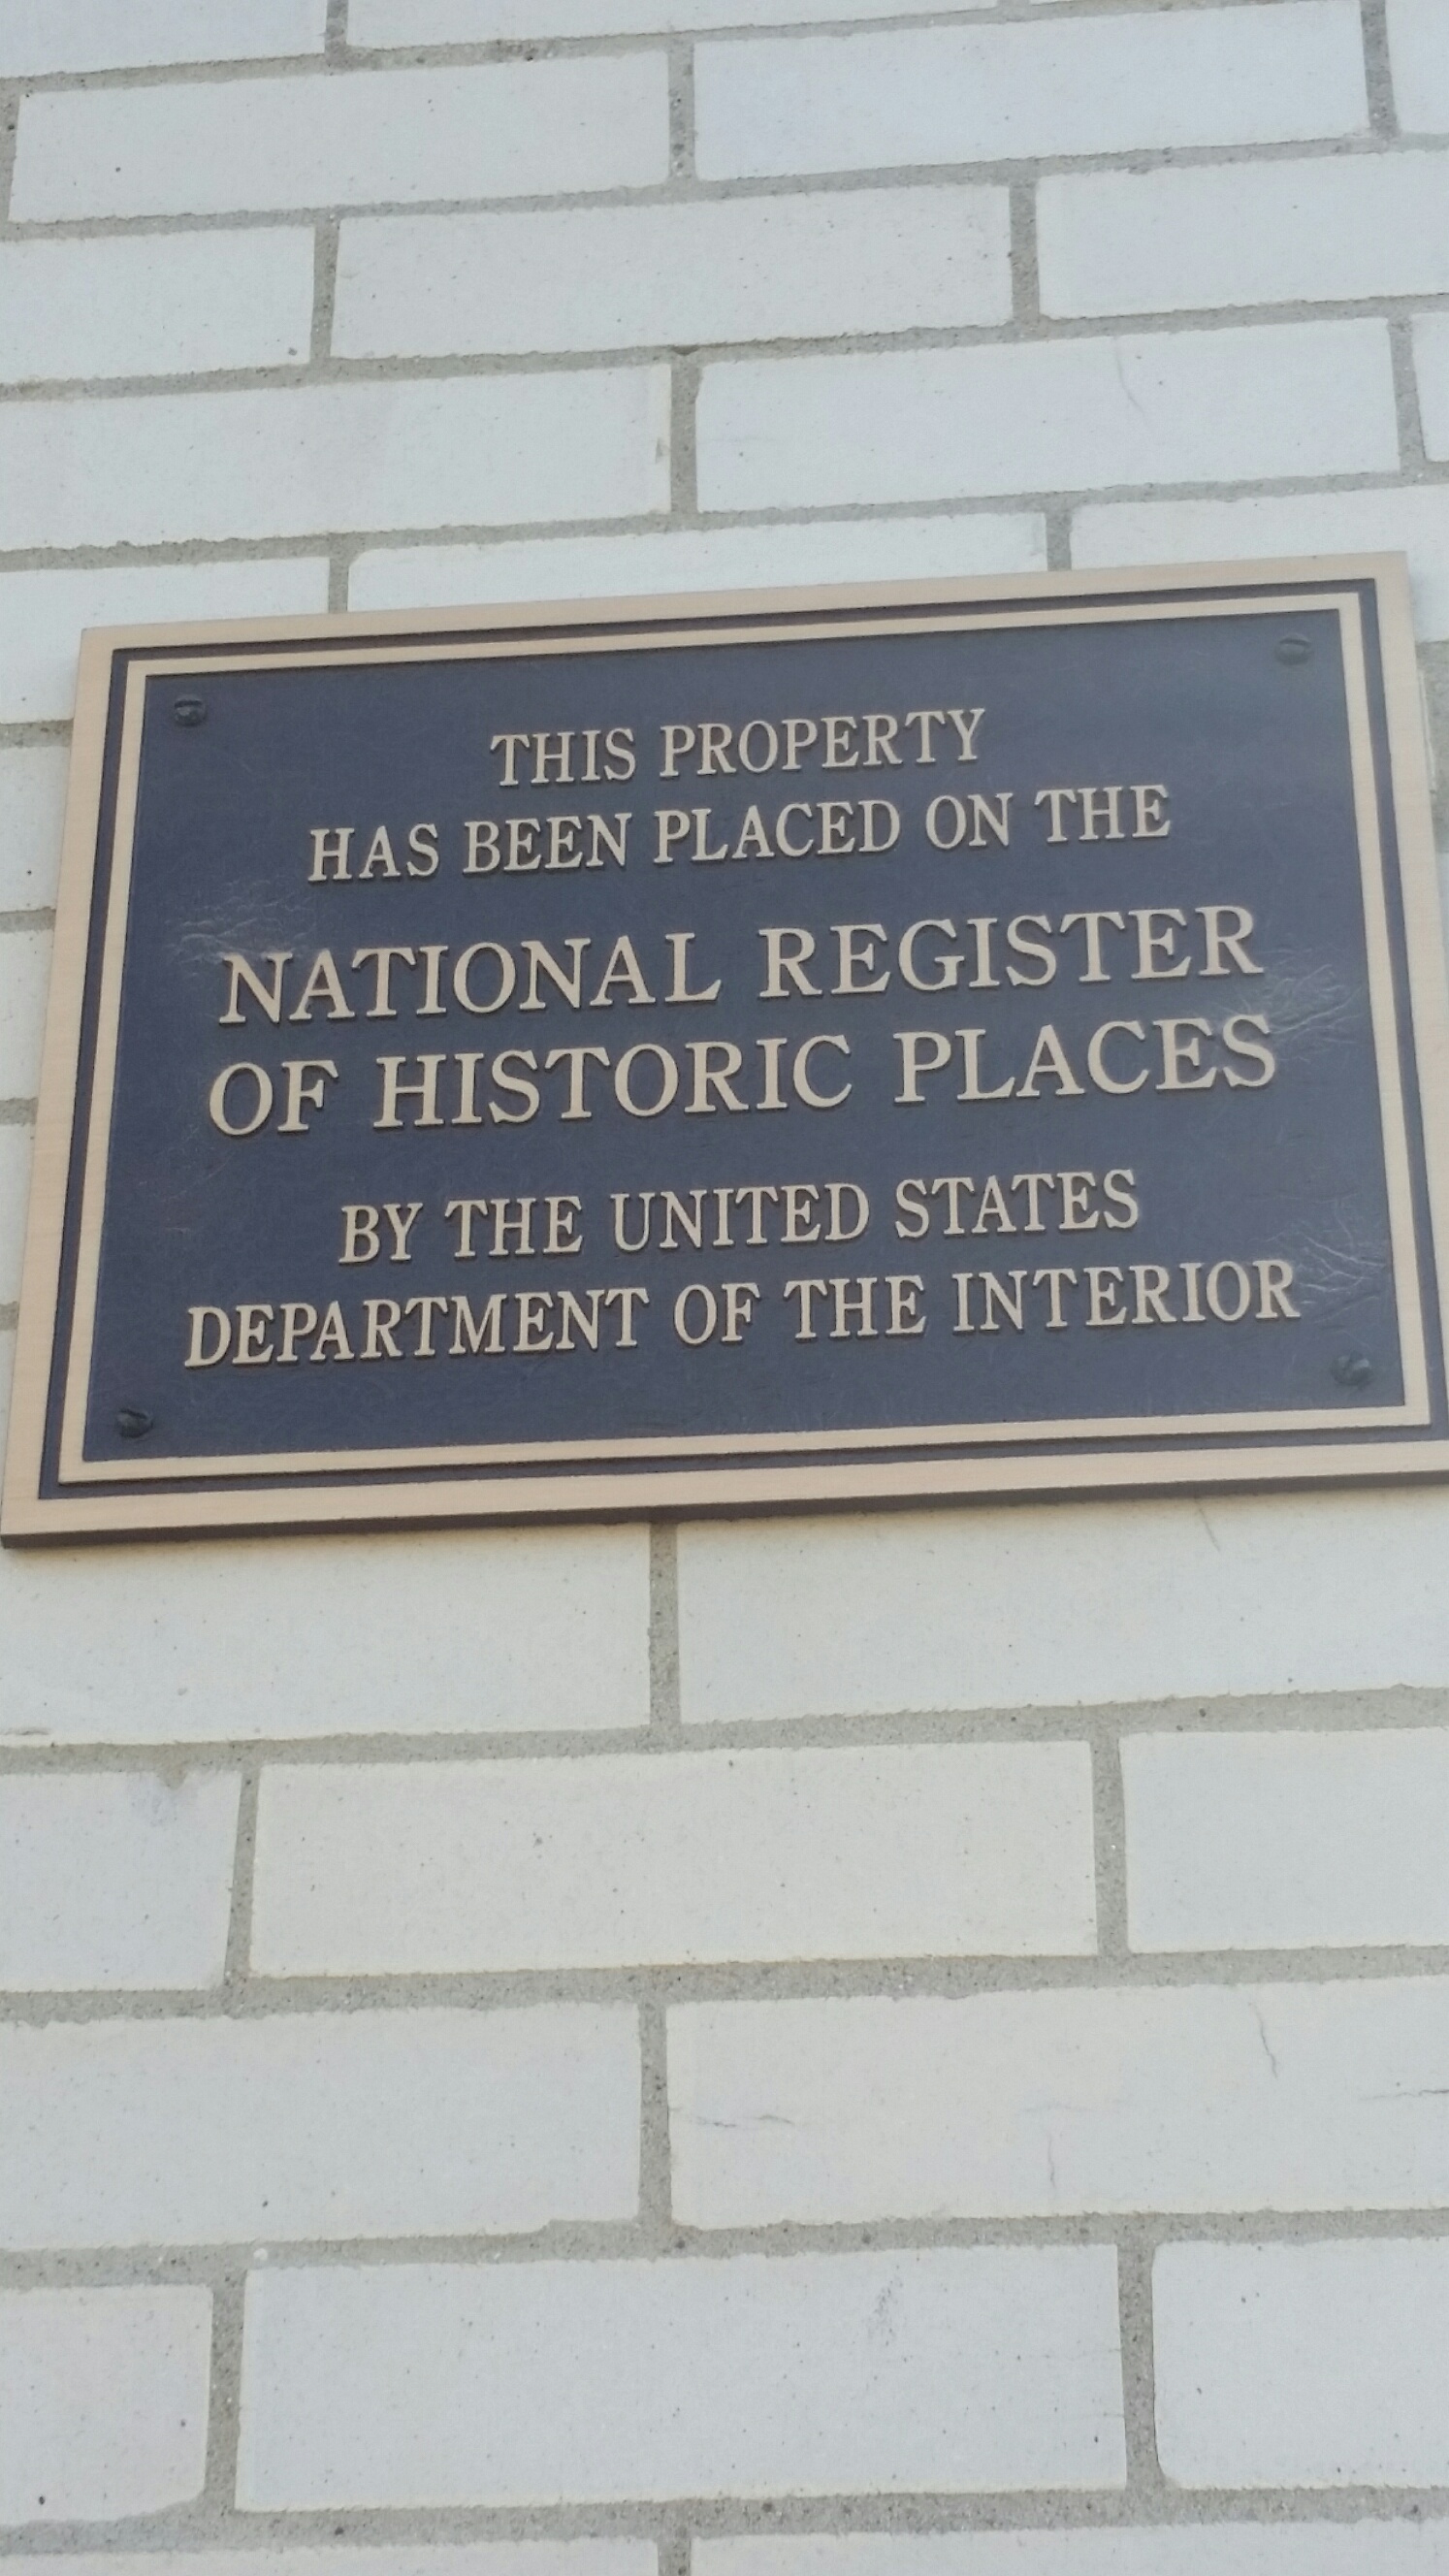 THIS PROPERTY
HAS BEEN PLACED ON THE
NATIONAL REGISTER
OF HISTORIC PLACES
BY THE UNITED STATES
DEPARTMENT OF THE INTERIOR